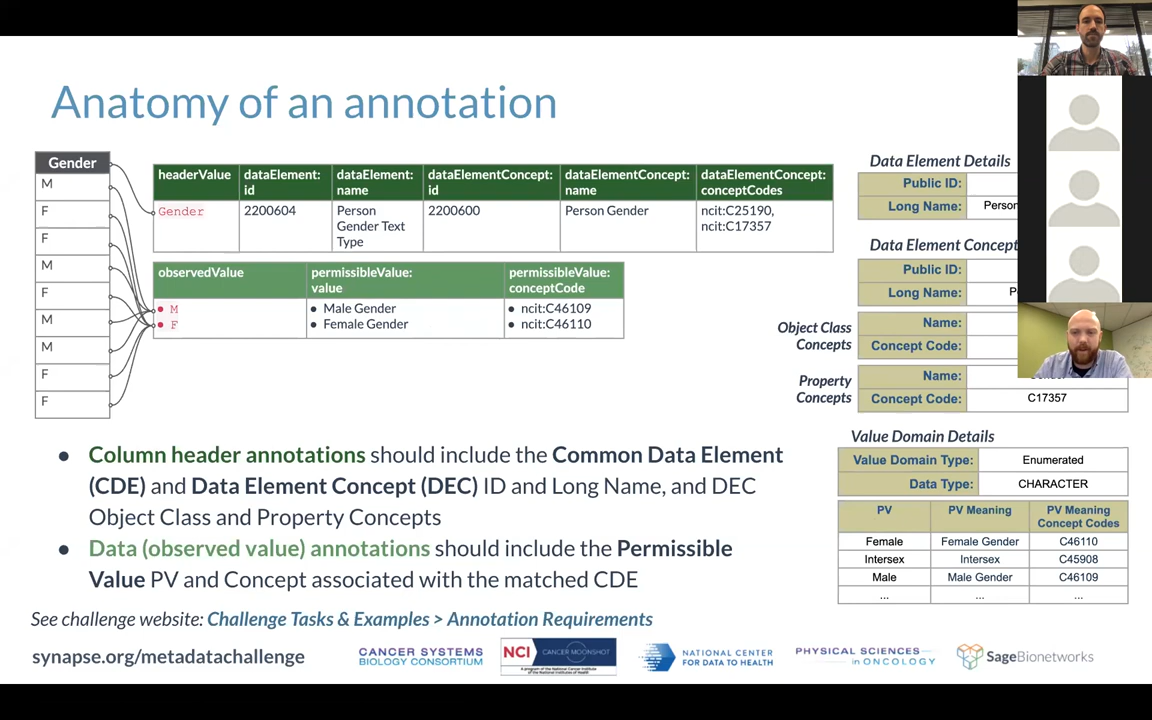 Anatomy of an annotation
Gender
M
F
F
M
F
M
M
F
F
headerValue dataElement: id dataElement: name dataElementConcept: id dataElementConcept: name dataElementConcept: conceptCodes
Gender 2200604 Person Gender Text Type 2200600 Person Gender ncit:C25190, ncit:C17357
observedValue permissibleValue: value permissibleValue: conceptCode
• M • Male Gender • ncit:C46109
• F • Female Gender • ncit:C46110
Data Element Details
Public ID:
Long Name: Person
Data Element Concept
Public ID:
Long Name:
Object Class Concepts
Name:
Concept Code:
Property Concepts
Name:
Concept Code: C17357
Value Domain Details
Value Domain Type: Enumerated
Data Type: CHARACTER
PV PV Meaning PV Meaning Concept Codes
Female Female Gender C46110
Intersex Intersex C45908
Male Male Gender C46109
... ... ...
• Column header annotations should include the Common Data Element
(CDE) and Data Element Concept (DEC) ID and Long Name, and DEC
Object Class and Property Concepts
• Data (observed value) annotations should include the Permissible
Value PV and Concept associated with the matched CDE
See challenge website: Challenge Tasks & Examples > Annotation Requirements
synapse.org/metadatachallenge
CANCER SYSTEMS
BIOLOGY CONSORTIUM
NCI CANCER MOONSHOT
NATIONAL CENTER
FOR DATA TO HEALTH
PHYSICAL SCIENCES
in ONCOLOGY
SageBionetworks